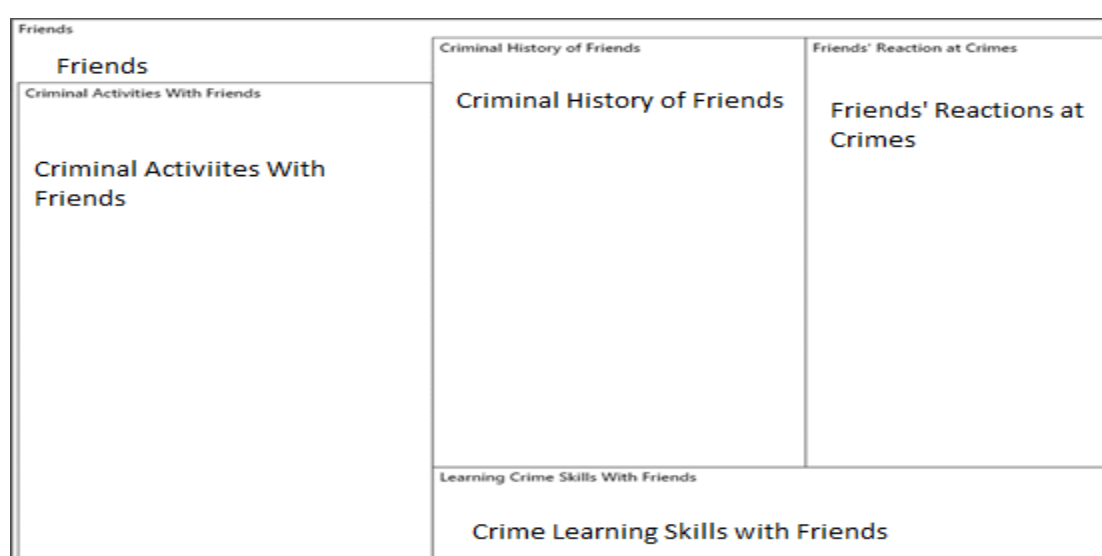 Friends
Friends
Criminal Activities With Friends
Criminal Activiites With
Friends
Criminal History of Friends
Criminal History of Friends
Friends' Reaction at Crimes
Friends' Reactions at
Crimes
Learning Crime Skills With Friends
Crime Learning Skills with Friends